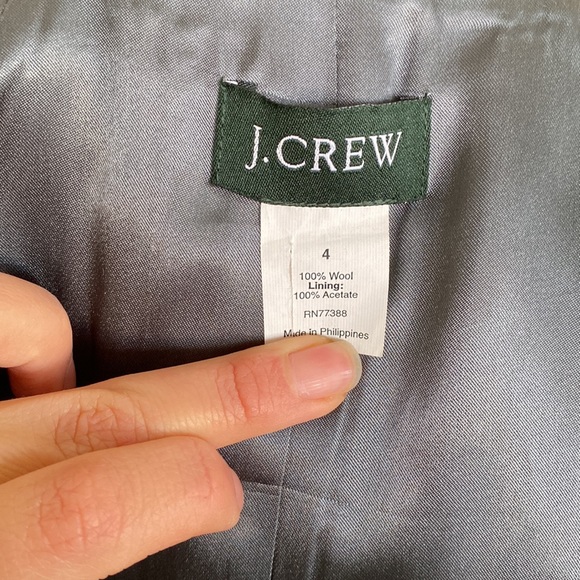 J.CREW
4
100% Wool
Lining:
100% Acetate
RN77388
Made in Philippines